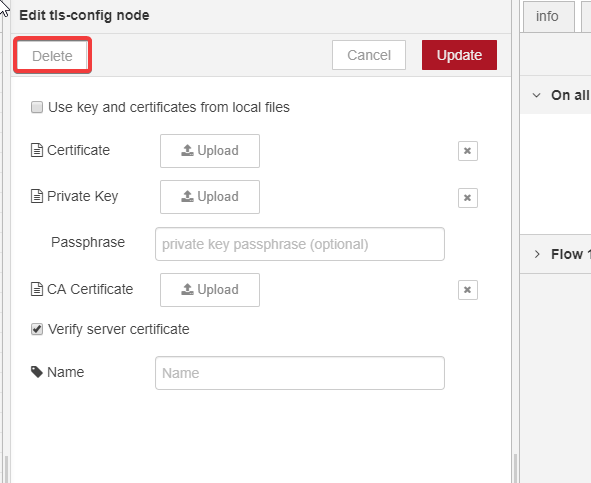 Edit tls-config node
info
Delete
Cancel
Update
Use key and certificates from local files
On all
Certificate
Upload
Private Key
Upload
Passphrase
private key passphrase (optional)
Flow 1
CA Certificate
Upload
Verify server certificate
Name
Name